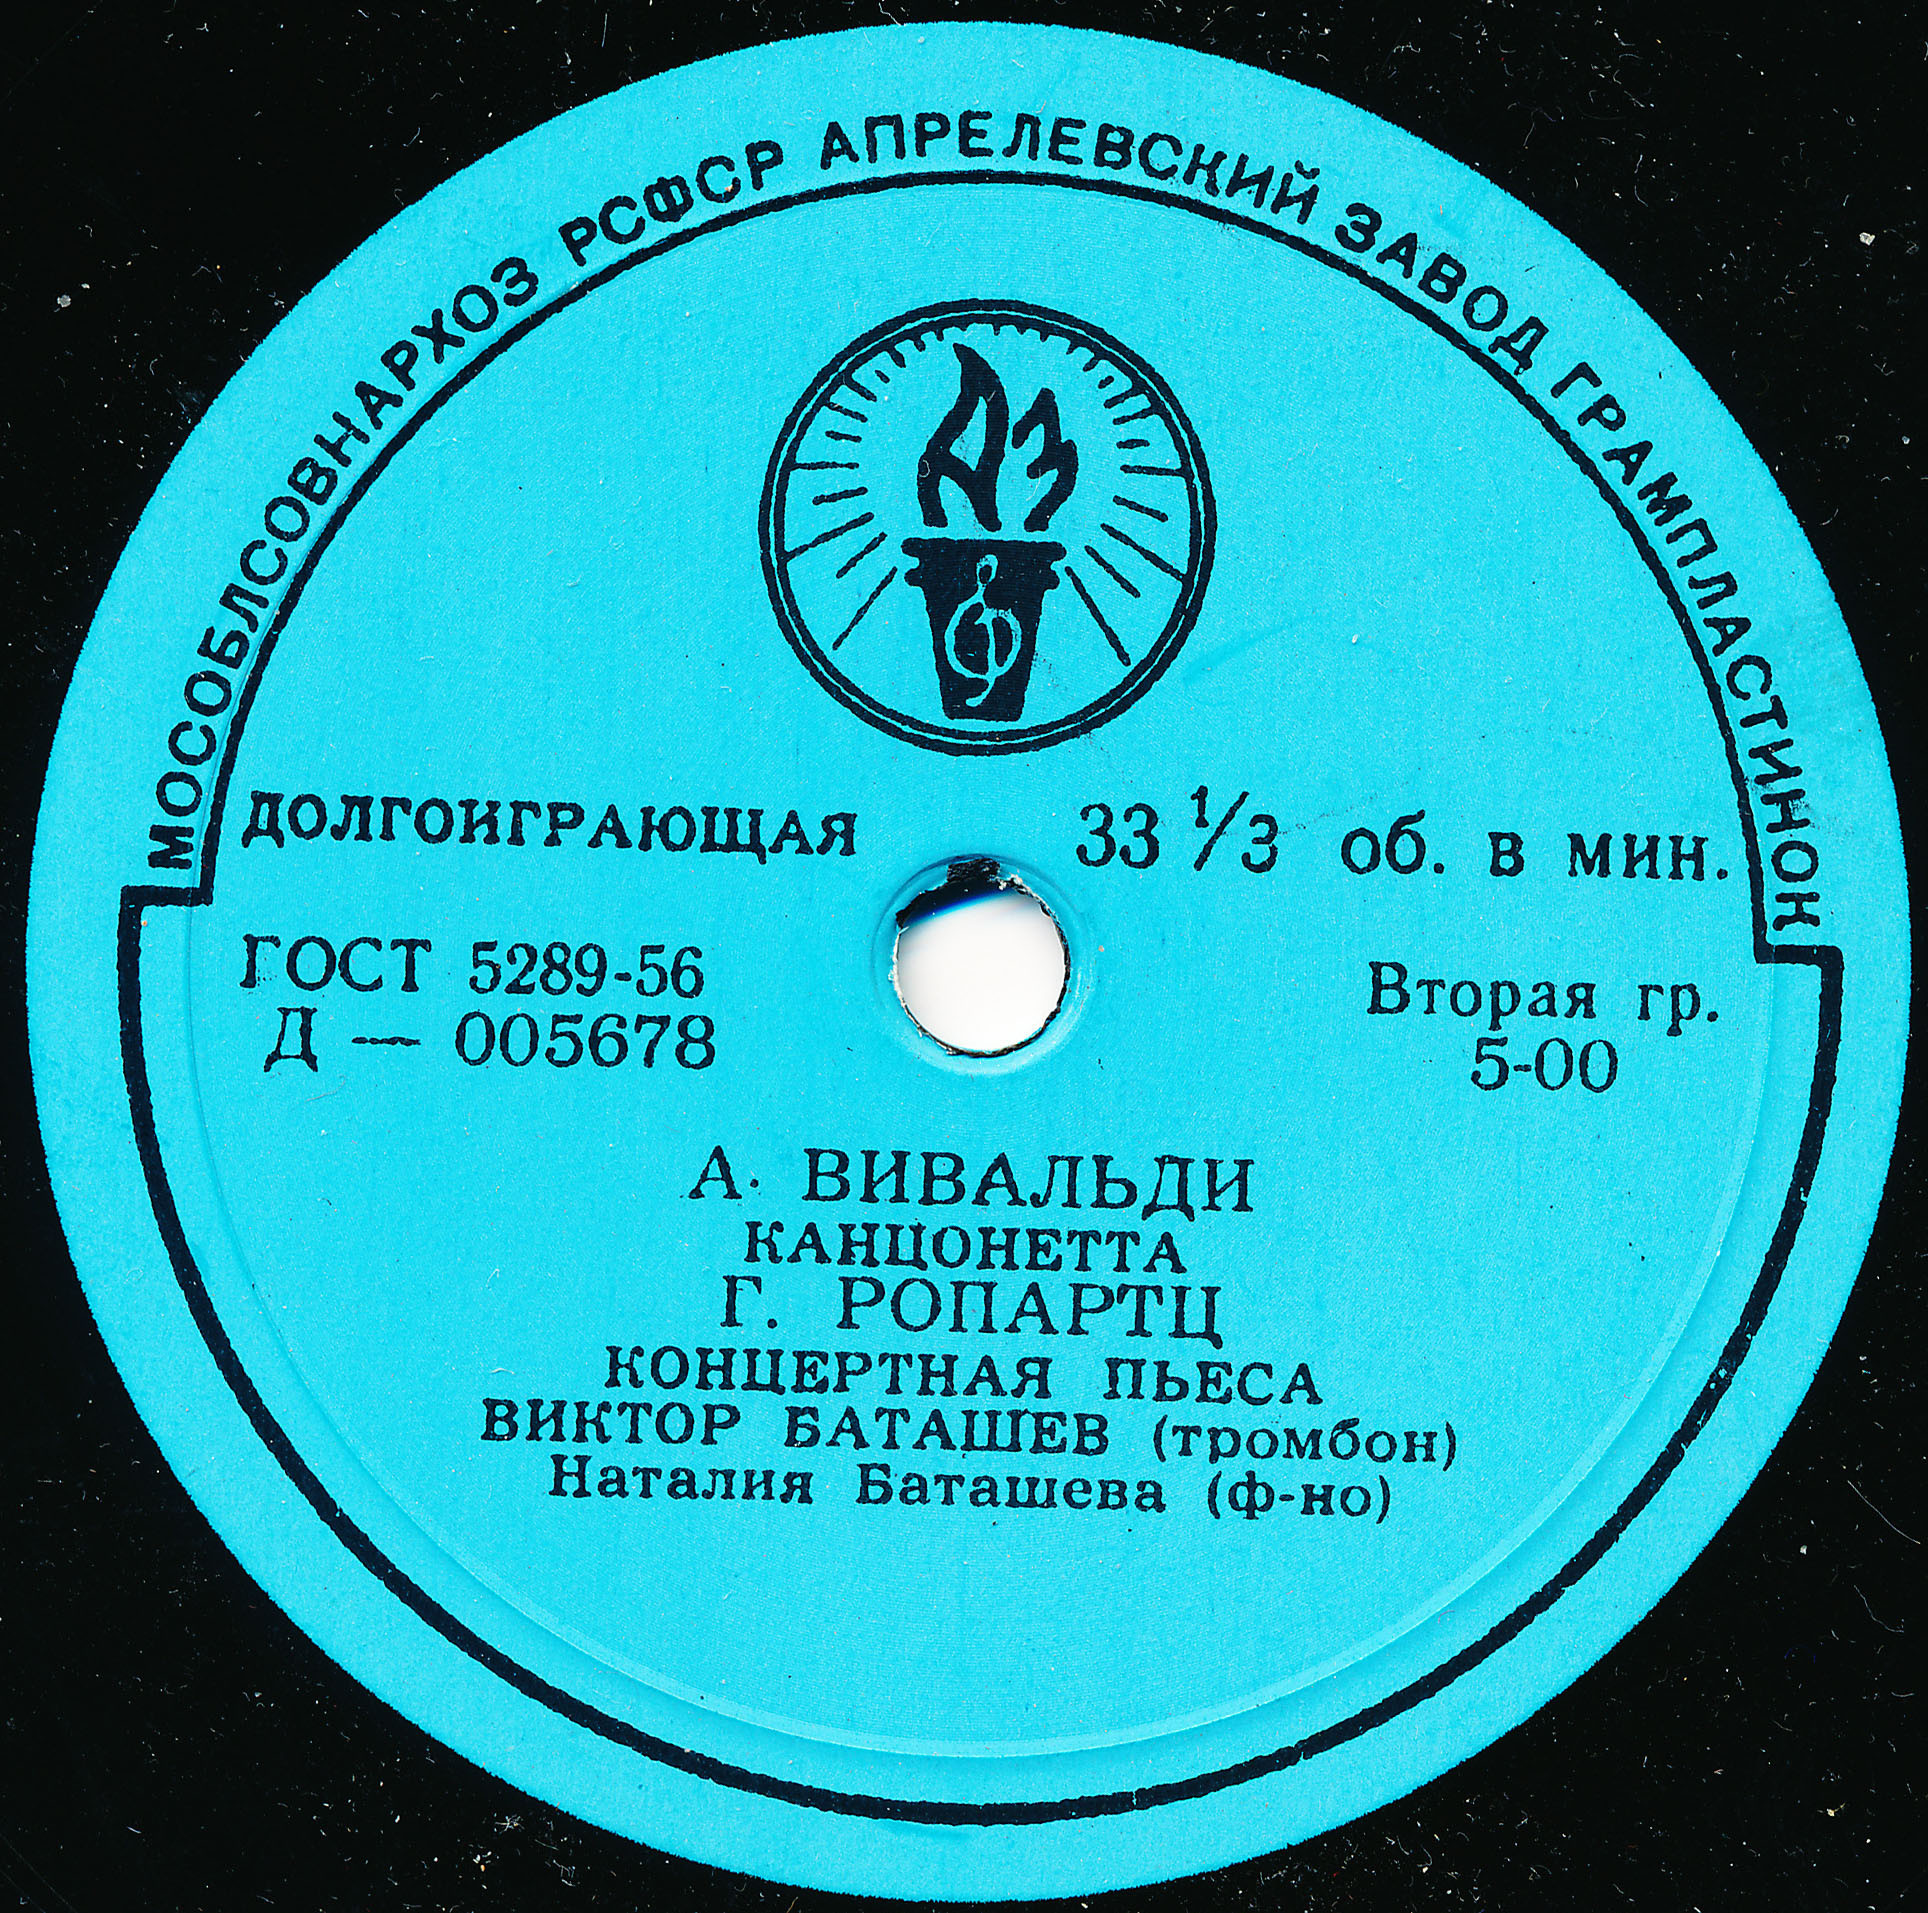 МОСОБЛСОВНАРХОЗ РСФСР АПРЕЛЕВСКИЙ ЗАВОД ГРАМПЛАСТИНОК
АЗ
ДОЛГОИГРАЮЩАЯ 33 1/3 об. в мин.
ГОСТ 5289-56
Д — 005678
Вторая гр.
5-00
А. ВИВАЛЬДИ
КАНЦОНЕТТА
Г. РОПАРТЦ
КОНЦЕРТНАЯ ПЬЕСА
ВИКТОР БАТАШЕВ (тромбон)
Наталия Баташева (ф-но)